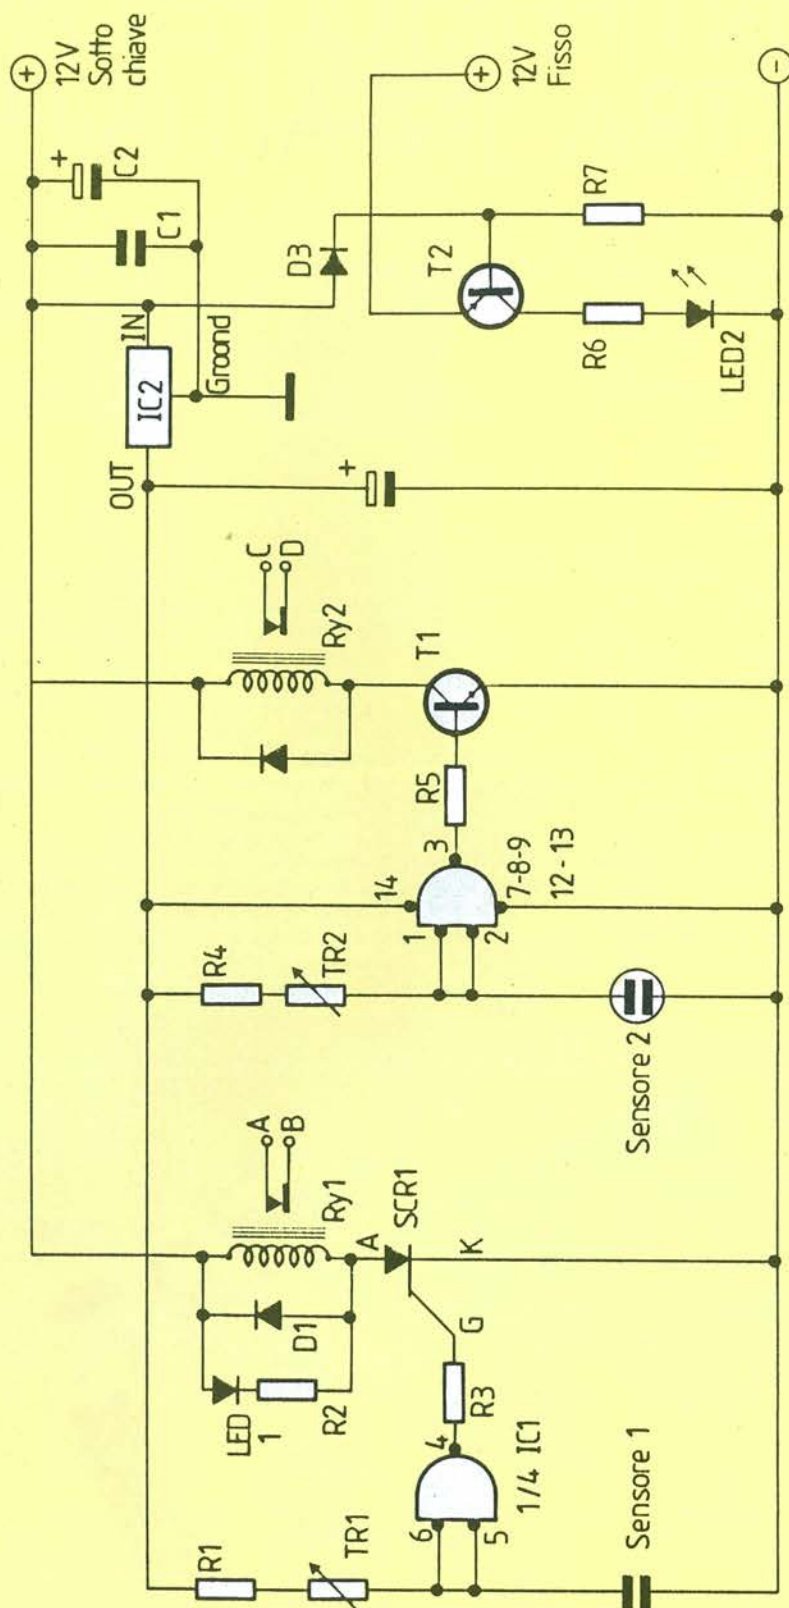 +
12V
Sotto
chiave
+
C2
C1
IN
IC2
OUT
Groond
D3
+
12V
Fisso
-
T2
R7
R6
LED2
+
C
D
Ry2
T1
R5
3
14
1
2
7-8-9
12-13
R4
TR2
Sensore 2
A
B
Ry1
D1
LED
1
R2
A
SCR1
K
G
R3
4
6
5
1/4 IC1
R1
TR1
Sensore 1